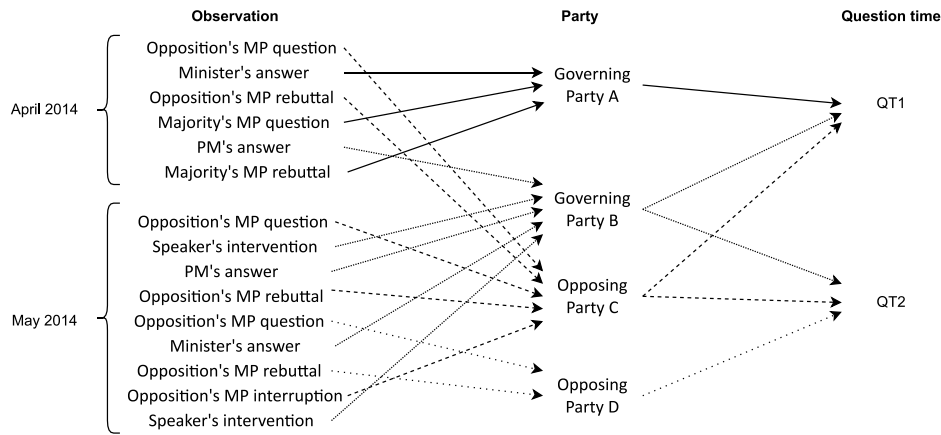 Observation
Party
Question time
April 2014
Opposition's MP question
Minister's answer
Opposition's MP rebuttal
Majority's MP question
PM's answer
Majority's MP rebuttal
May 2014
Opposition's MP question
Speaker's intervention
PM's answer
Opposition's MP rebuttal
Opposition's MP question
Minister's answer
Opposition's MP rebuttal
Opposition's MP interruption
Speaker's intervention
Governing
Party A
Governing
Party B
Opposing
Party C
Opposing
Party D
QT1
QT2